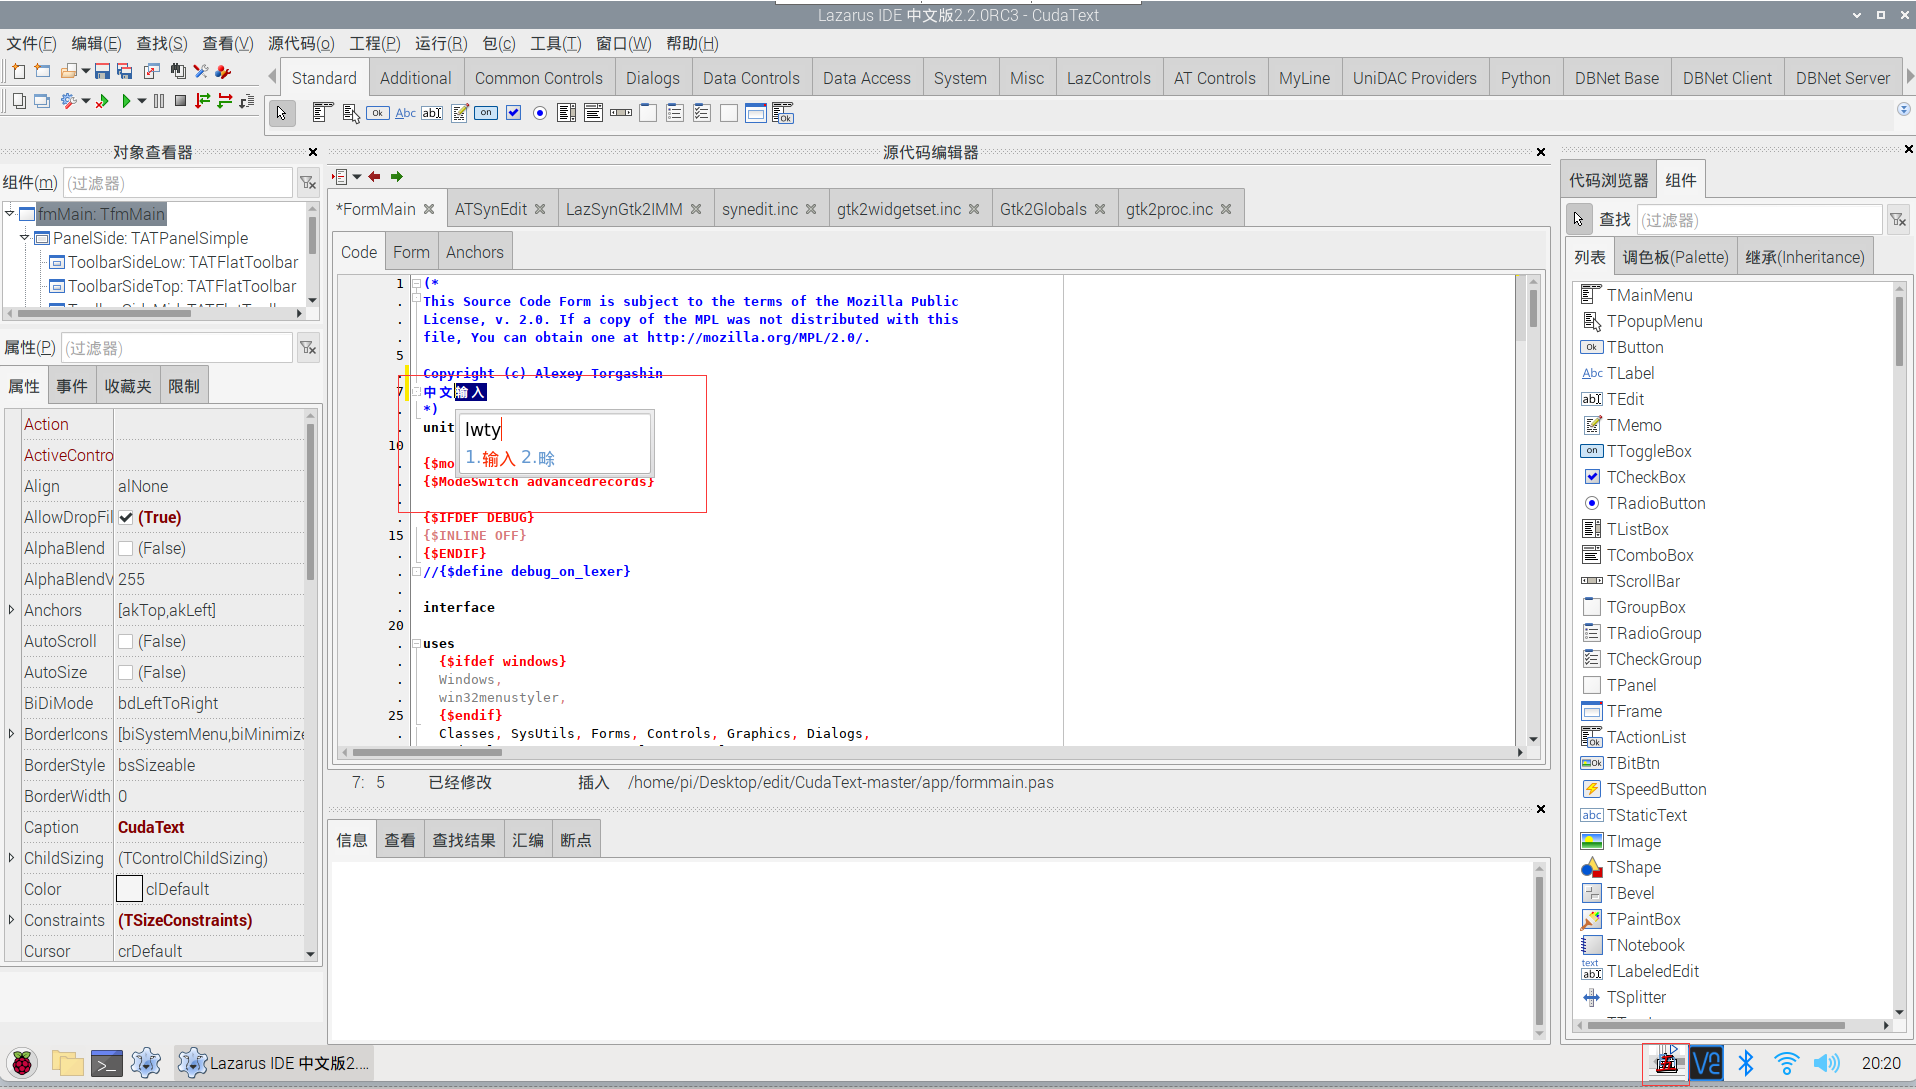 Lazarus IDE 中文版2.2.0RC3 - CudaText
文件(F) 编辑(E) 查找(S) 查看(V) 源代码(o) 工程(P) 运行(R) 包(c) 工具(T) 窗口(W) 帮助(H)
Standard Additional Common Controls Dialogs Data Controls Data Access System Misc LazControls AT Controls MyLine UniDAC Providers Python DBNet Base DBNet Client DBNet Server
Ok Abc abI on
对象查看器
组件(m) (过滤器)
fmMain: TfmMain
PanelSide: TATPanelSimple
ToolbarSideLow: TATFlatToolbar
ToolbarSideTop: TATFlatToolbar
属性(P) (过滤器)
属性 事件 收藏夹 限制
Action
ActiveContro
Align alNone
AllowDropFil (True)
AlphaBlend (False)
AlphaBlendV 255
Anchors [akTop,akLeft]
AutoScroll (False)
AutoSize (False)
BiDiMode bdLeftToRight
BorderIcons [biSystemMenu,biMinimize
BorderStyle bsSizeable
BorderWidth 0
Caption CudaText
ChildSizing (TControlChildSizing)
Color clDefault
Constraints (TSizeConstraints)
Cursor crDefault
源代码编辑器
*FormMain ATSynEdit LazSynGtk2IMM synedit.inc gtk2widgetset.inc Gtk2Globals gtk2proc.inc
Code Form Anchors
1 (*
. This Source Code Form is subject to the terms of the Mozilla Public
. License, v. 2.0. If a copy of the MPL was not distributed with this
. file, You can obtain one at http://mozilla.org/MPL/2.0/.
5
. Copyright (c) Alexey Torgashin
7 中文输入
. *)
. unit
10
. {$mo
. {$ModeSwitch advancedrecords}
.
. {$IFDEF DEBUG}
15 {$INLINE OFF}
. {$ENDIF}
. //{$define debug_on_lexer}
.
. interface
20
. uses
. {$ifdef windows}
. Windows,
. win32menustyler,
25 {$endif}
. Classes, SysUtils, Forms, Controls, Graphics, Dialogs,
lwty
1.输入 2.睩
7: 5 已经修改 插入 /home/pi/Desktop/edit/CudaText-master/app/formmain.pas
信息 查看 查找结果 汇编 断点
代码浏览器 组件
查找 (过滤器)
列表 调色板(Palette) 继承(Inheritance)
TMainMenu
TPopupMenu
TButton
TLabel
TEdit
TMemo
TToggleBox
TCheckBox
TRadioButton
TListBox
TComboBox
TScrollBar
TGroupBox
TRadioGroup
TCheckGroup
TPanel
TFrame
TActionList
TBitBtn
TSpeedButton
TStaticText
TImage
TShape
TBevel
TPaintBox
TNotebook
TLabeledEdit
TSplitter
Lazarus IDE 中文版2....
20:20